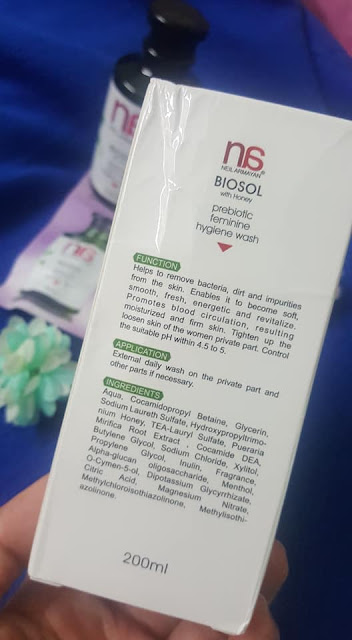 na
NEILARMAYAN®
BIOSOL
with Honey
prebiotic
feminine
hygiene wash
FUNCTION
Helps to remove bacteria, dirt and impurities
from the skin. Enables it to become soft,
smooth, fresh, energetic and revitalize.
Promotes blood circulation, resulting
moisturized and firm skin. Tighten up the
loosen skin of the women private part. Control
the suitable pH within 4.5 to 5.
APPLICATION
External daily wash on the private part and
other parts if necessary.
INGREDIENTS
Aqua, Cocamidopropyl Betaine, Glycerin,
Sodium Laureth Sulfate, Hydroxypropyltrimo-
nium Honey, TEA-Lauryl Sulfate, Pueraria
Mirifica Root Extract, Cocamide DEA,
Butylene Glycol, Sodium Chloride, Xylitol,
Propylene Glycol, Inulin, Fragrance,
Alpha-glucan oligosaccharide, Menthol,
O-Cymen-5-ol, Dipotassium Glycyrrhizate,
Citric Acid, Magnesium Nitrate,
Methylchloroisothiazolinone, Methylisothi-
azolinone.
200ml
na